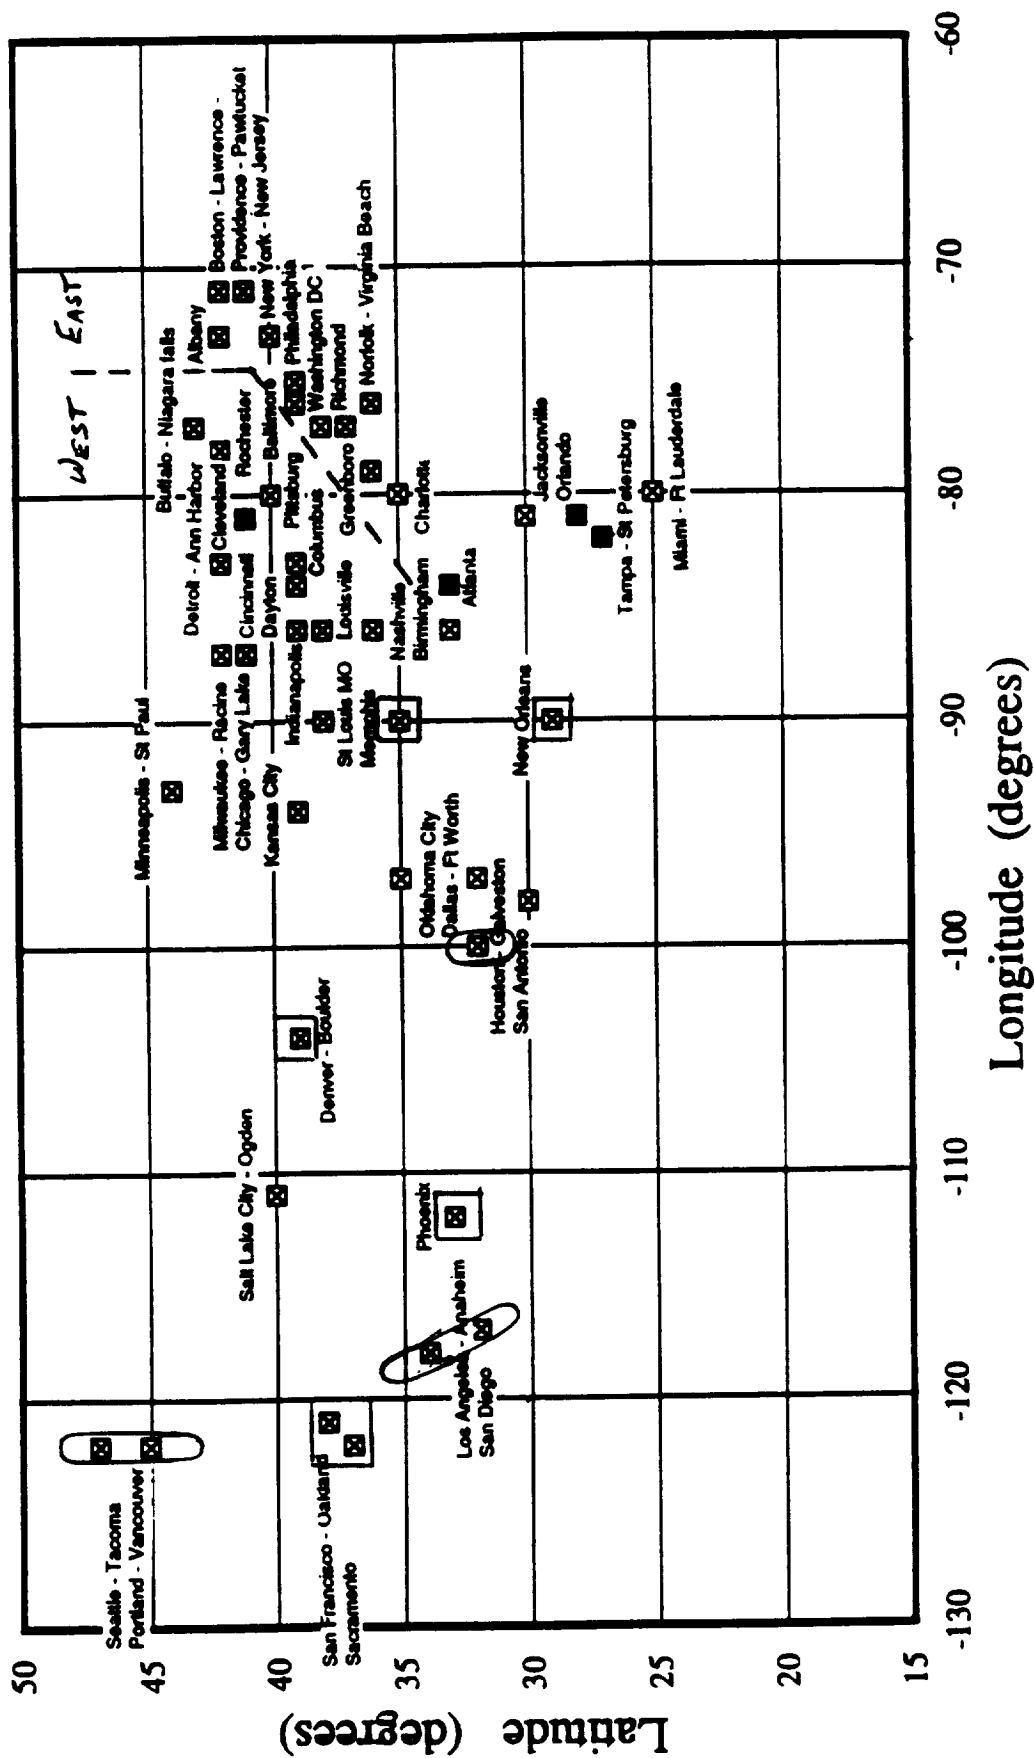 WEST | EAST
Boston - Lawrence -
Providence - Pawtucket
New York - New Jersey
Albany
Buffalo - Niagara falls
Rochester
Philadelphia
Baltimore
Washington DC
Richmond
Norfolk - Virginia Beach
Detroit - Ann Harbor
Cleveland
Pittsburg
Greenboro
Charlotte
Columbus
Cincinnati
Dayton
Louisville
Nashville
Birmingham
Atlanta
Jacksonville
Orlando
Tampa - St Petersburg
Miami - Ft Lauderdale
Minneapolis - St Paul
Milwaukee - Racine
Chicago - Gary Lake
Kansas City
Indianapolis
St Louis MO
Memphis
New Orleans
Oklahoma City
Dallas - Ft Worth
Houston - Galveston
San Antonio
Denver - Boulder
Salt Lake City - Ogden
Phoenix
Los Angeles - Anaheim
San Diego
Seattle - Tacoma
Portland - Vancouver
San Francisco - Oakland
Sacramento
50
45
40
35
30
25
20
15
Latitude
(degrees)
-130
-120
-110
-100
-90
-80
-70
-60
Longitude (degrees)